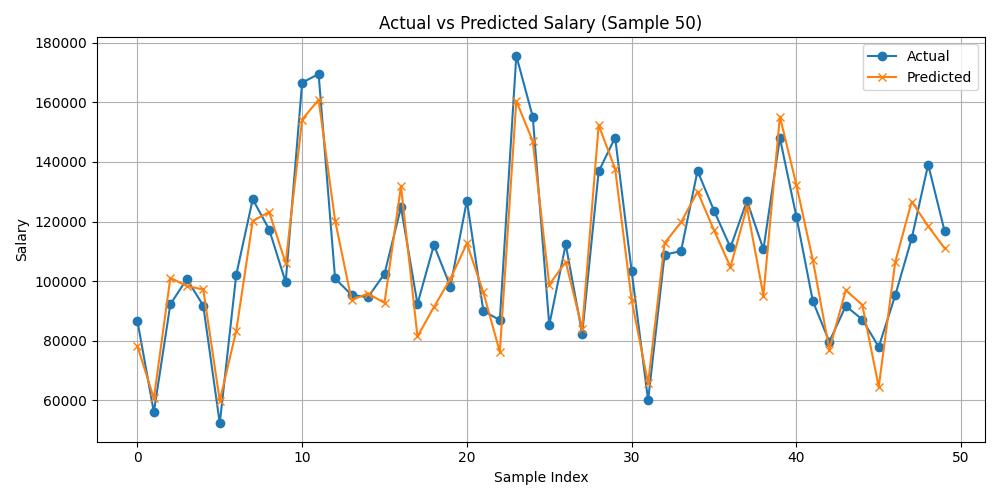 Actual vs Predicted Salary (Sample 50)
Actual
Predicted
180000
160000
140000
120000
100000
80000
60000
Salary
0 10 20 30 40 50
Sample Index